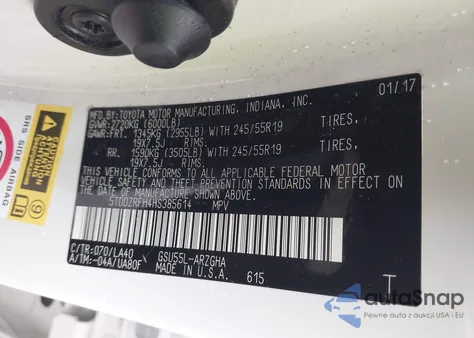 MFD.BY:TOYOTA MOTOR MANUFACTURING, INDIANA, INC. 01/17
GVWR:2720KG (6000LB)
GAWR:FRT. 1345KG (2965LB) WITH 245/55R19 TIRES,
19X7.5J RIMS,
RR. 1590KG (3505LB) WITH 245/55R19 TIRES,
19X7.5J RIMS,
THIS VEHICLE CONFORMS TO ALL APPLICABLE FEDERAL MOTOR
VEHICLE SAFETY AND THEFT PREVENTION STANDARDS IN EFFECT ON
THE DATE OF MANUFACTURE SHOWN ABOVE.
5TDDZRFH4HS385614 MPV
C/TR:070/LA40 GSU55L-ARZGHA
A/TM:-04A/UA80F MADE IN U.S.A. 615 T
SRS SIDE AIRBAG
autoSnap
Pewne auta z USA i EU